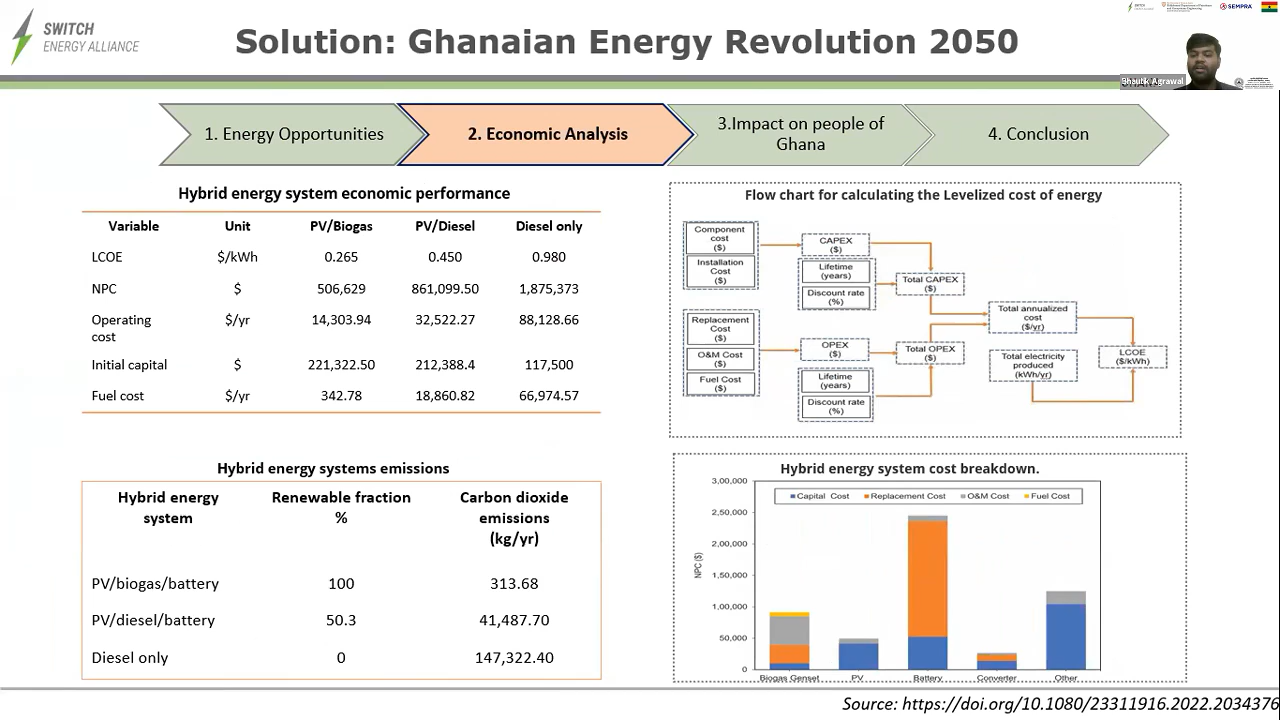 SWITCH
ENERGY ALLIANCE
Solution: Ghanaian Energy Revolution 2050
SEMPRA
Bhautik Agrawal
1. Energy Opportunities
2. Economic Analysis
3.Impact on people of
Ghana
4. Conclusion
Hybrid energy system economic performance
Variable Unit PV/Biogas PV/Diesel Diesel only
LCOE $/kWh 0.265 0.450 0.980
NPC $ 506,629 861,099.50 1,875,373
Operating $/yr 14,303.94 32,522.27 88,128.66
cost
Initial capital $ 221,322.50 212,388.4 117,500
Fuel cost $/yr 342.78 18,860.82 66,974.57
Hybrid energy systems emissions
Hybrid energy Renewable fraction Carbon dioxide
system % emissions
(kg/yr)
PV/biogas/battery 100 313.68
PV/diesel/battery 50.3 41,487.70
Diesel only 0 147,322.40
Flow chart for calculating the Levelized cost of energy
Component
cost
($)
Installation
Cost
($)
CAPEX
($)
Lifetime
(years)
Discount rate
(%)
Total CAPEX
($)
Replacement
Cost
($)
O&M Cost
($)
Fuel Cost
($)
OPEX
($)
Lifetime
(years)
Discount rate
(%)
Total OPEX
($)
Total annualized
cost
($/yr)
Total electricity
produced
(kWh/yr)
LCOE
($/kWh)
Hybrid energy system cost breakdown.
Capital Cost Replacement Cost O&M Cost Fuel Cost
NPC ($)
3,00,000
2,50,000
2,00,000
1,50,000
1,00,000
50,000
0
Biogas Genset PV Battery Converter Other
Source: https://doi.org/10.1080/23311916.2022.2034376